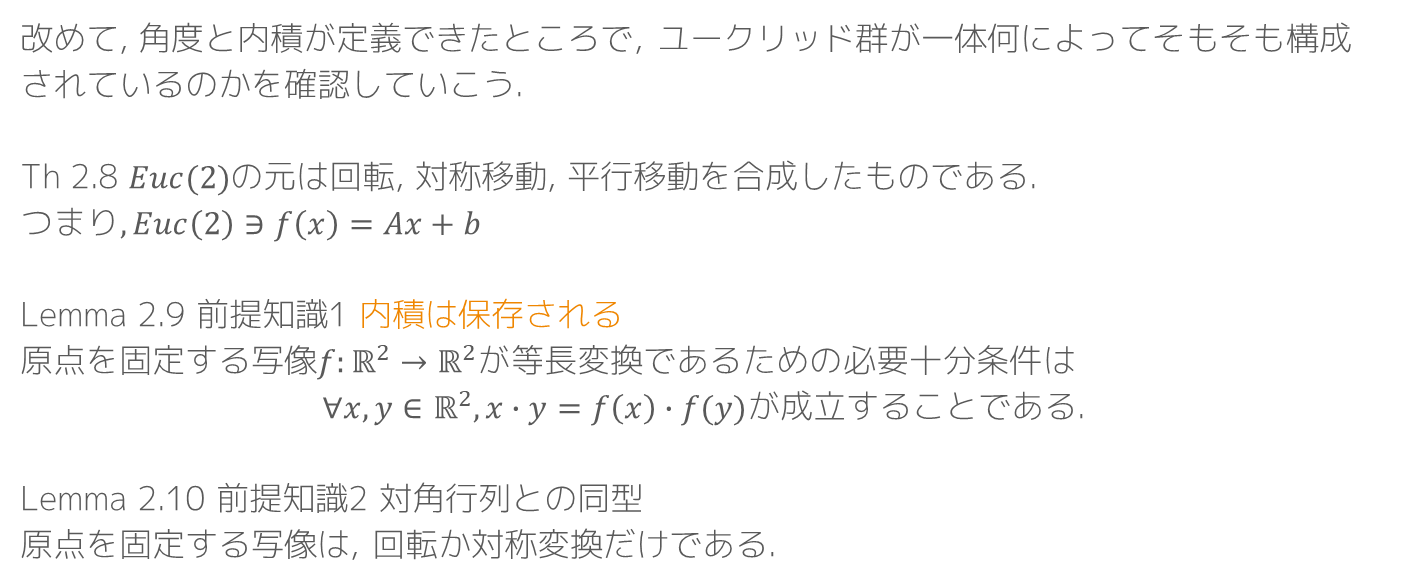 改めて, 角度と内積が定義できたところで, ユークリッド群が一体何によってそもそも構成
されているのかを確認していこう.
Th 2.8 Euc(2)の元は回転, 対称移動, 平行移動を合成したものである.
つまり, Euc(2) ∋ f(x) = Ax + b
Lemma 2.9 前提知識1 内積は保存される
原点を固定する写像f: ℝ² → ℝ²が等長変換であるための必要十分条件は
∀x, y ∈ ℝ², x · y = f(x) · f(y)が成立することである.
Lemma 2.10 前提知識2 対角行列との同型
原点を固定する写像は, 回転か対称変換だけである.